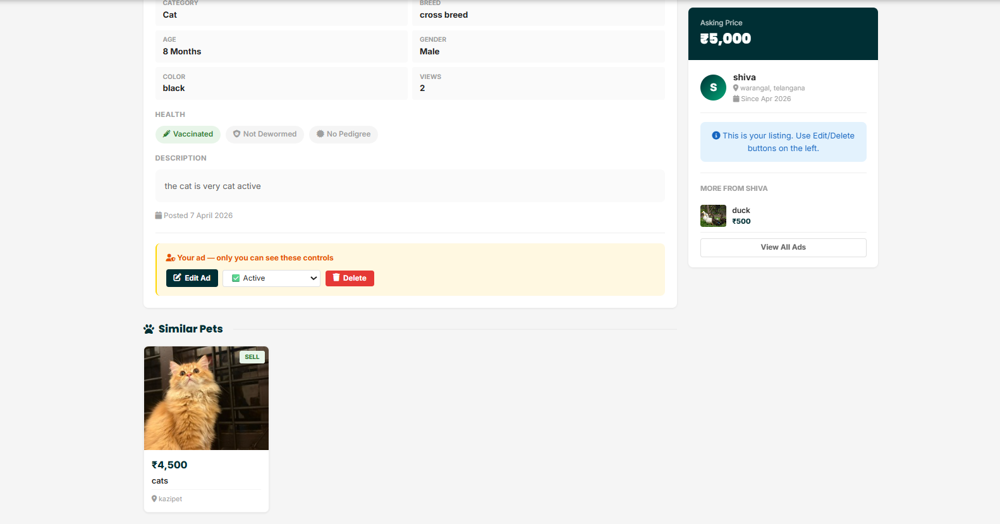 CATEGORY
Cat
BREED
cross breed
AGE
8 Months
GENDER
Male
COLOR
black
VIEWS
2
HEALTH
Vaccinated
Not Dewormed
No Pedigree
DESCRIPTION
the cat is very cat active
Posted 7 April 2026
Your ad — only you can see these controls
Edit Ad
Active
Delete
Similar Pets
SELL
₹4,500
cats
kazipet
Asking Price
₹5,000
S
shiva
warangal, telangana
Since Apr 2026
This is your listing. Use Edit/Delete
buttons on the left.
MORE FROM SHIVA
duck
₹500
View All Ads